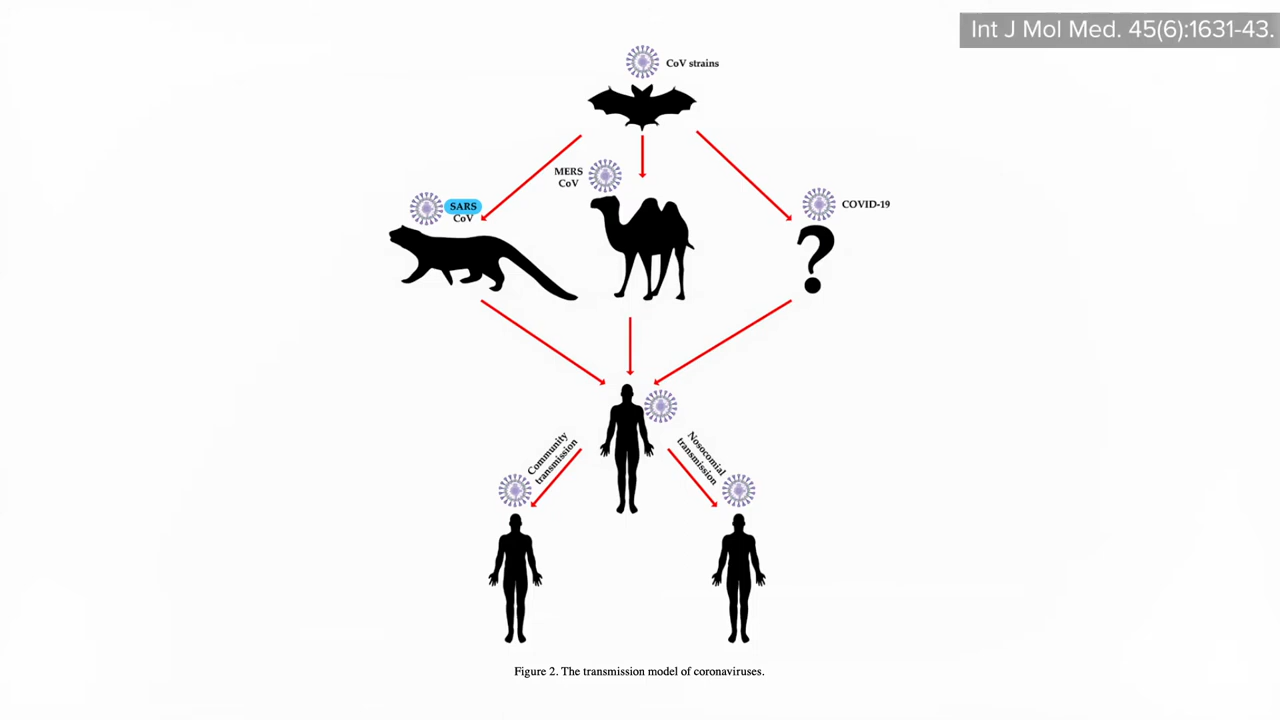 Int J Mol Med. 45(6):1631-43.
CoV strains
MERS
CoV
SARS
CoV
COVID-19
?
Community
transmission
Nosocomial
transmission
Figure 2. The transmission model of coronaviruses.